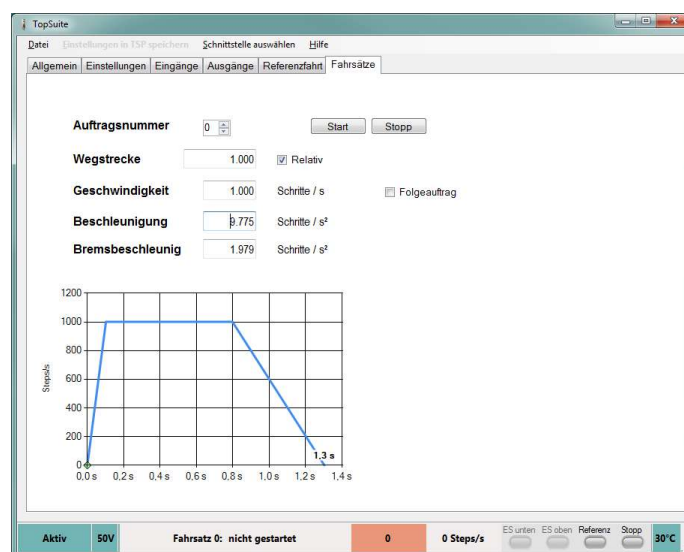 TopSuite
Datei Einstellungen in TSP speichern Schnittstelle auswählen Hilfe
Allgemein Einstellungen Eingänge Ausgänge Referenzfahrt Fahrsätze
Auftragsnummer 0 Start Stopp
Wegstrecke 1.000 Relativ
Geschwindigkeit 1.000 Schritte / s Folgeauftrag
Beschleunigung 9.775 Schritte / s²
Bremsbeschleunig 1.979 Schritte / s²
1200
1000
800
600
400
200
0
Steps/s
1,3 s
0,0 s 0,2 s 0,4 s 0,6 s 0,8 s 1,0 s 1,2 s 1,4 s
Aktiv 50V Fahrsatz 0: nicht gestartet 0 0 Steps/s ES unten ES oben Referenz Stopp 30°C